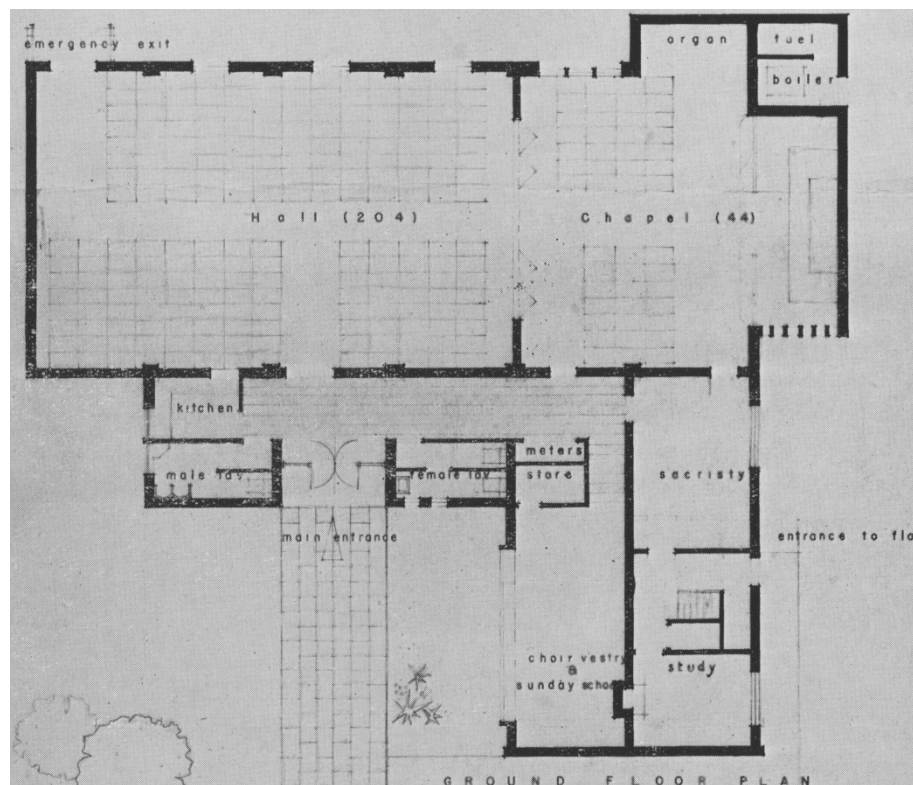 emergency exit
organ
fuel
boiler
Hall (204)
Chapel (44)
kitchen
male lav
meters
female lav
store
sacristy
main entrance
entrance to fla
choir vestry
&
sunday school
study
GROUND FLOOR PLAN